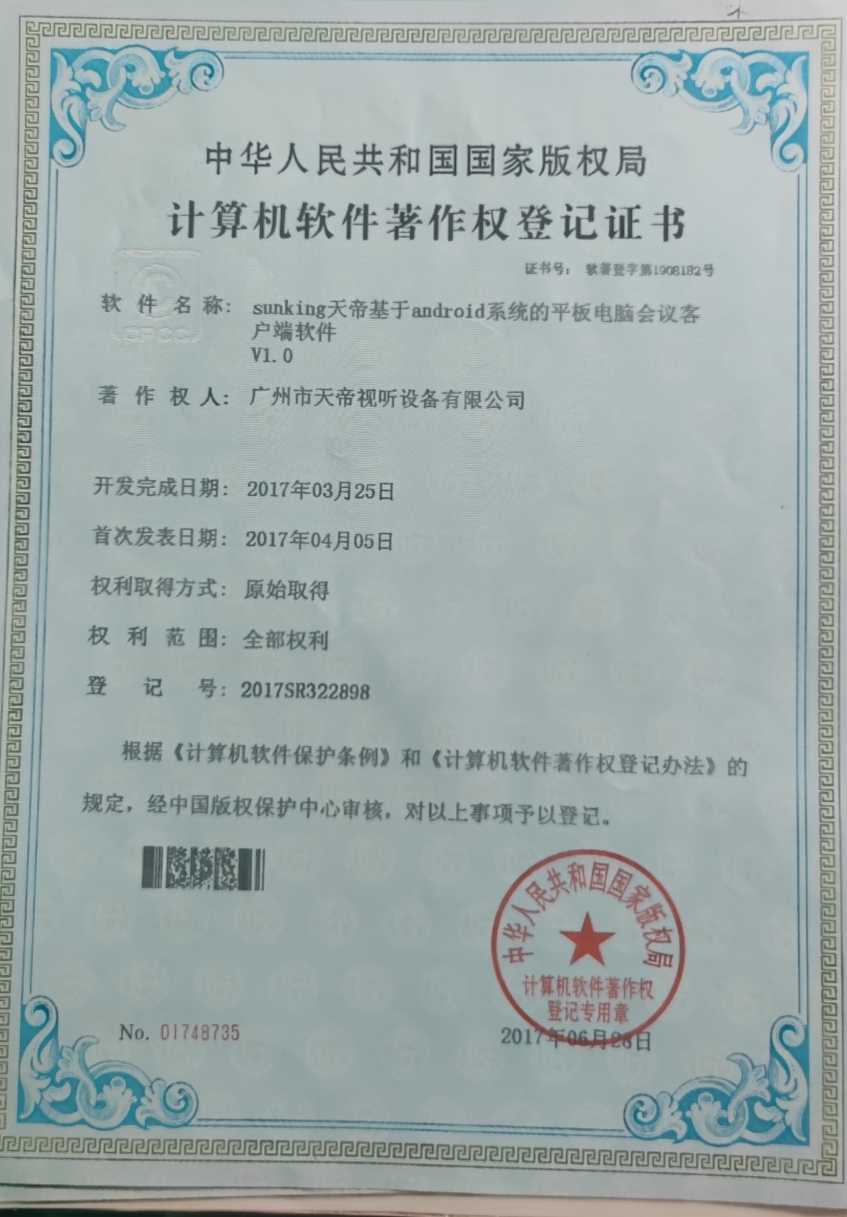 中华人民共和国国家版权局
计算机软件著作权登记证书
证书号： 软著登字第1908182号
软件名称： sunking天帝基于android系统的平板电脑会议客
户端软件
V1.0
著作权人： 广州市天帝视听设备有限公司
开发完成日期： 2017年03月25日
首次发表日期： 2017年04月05日
权利取得方式： 原始取得
权利范围： 全部权利
登记号： 2017SR322898
根据《计算机软件保护条例》和《计算机软件著作权登记办法》的
规定，经中国版权保护中心审核，对以上事项予以登记。
中华人民共和国国家版权局
计算机软件著作权
登记专用章
No. 01748735
2017年06月28日